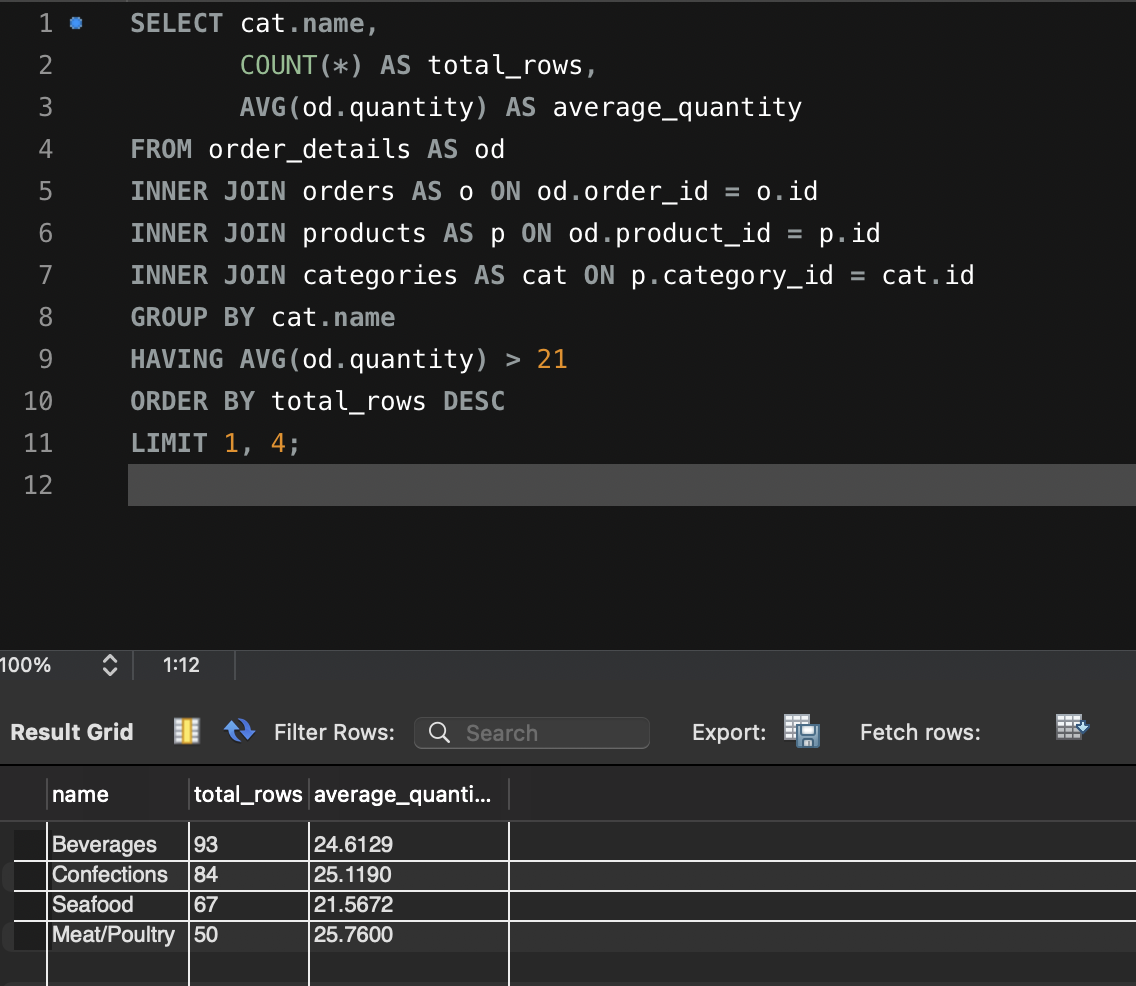 1 SELECT cat.name,
2 COUNT(*) AS total_rows,
3 AVG(od.quantity) AS average_quantity
4 FROM order_details AS od
5 INNER JOIN orders AS o ON od.order_id = o.id
6 INNER JOIN products AS p ON od.product_id = p.id
7 INNER JOIN categories AS cat ON p.category_id = cat.id
8 GROUP BY cat.name
9 HAVING AVG(od.quantity) > 21
10 ORDER BY total_rows DESC
11 LIMIT 1, 4;
12
100% 1:12
Result Grid Filter Rows: Search Export: Fetch rows:
name total_rows average_quanti...
Beverages 93 24.6129
Confections 84 25.1190
Seafood 67 21.5672
Meat/Poultry 50 25.7600